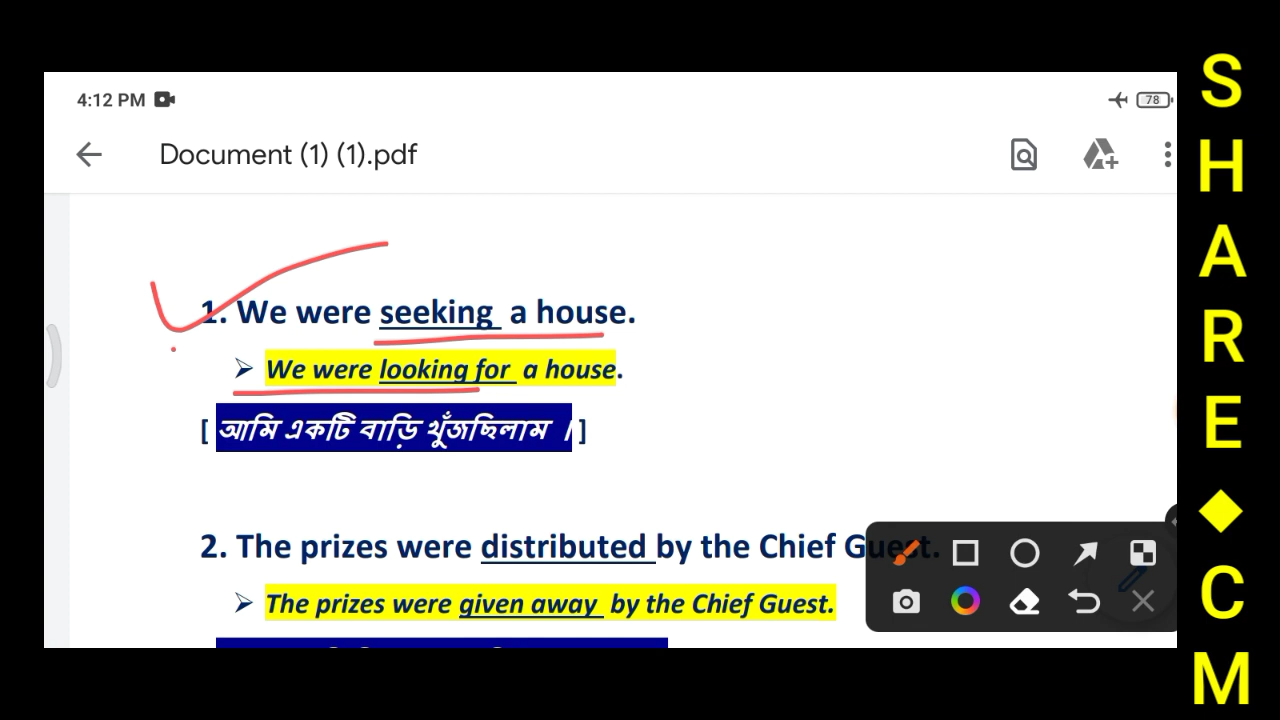 4:12 PM
78
Document (1) (1).pdf
1. We were seeking a house.
➢ We were looking for a house.
[ আমি একটি বাড়ি খুঁজছিলাম । ]
2. The prizes were distributed by the Chief Guest.
➢ The prizes were given away by the Chief Guest.
SHARE◆CM